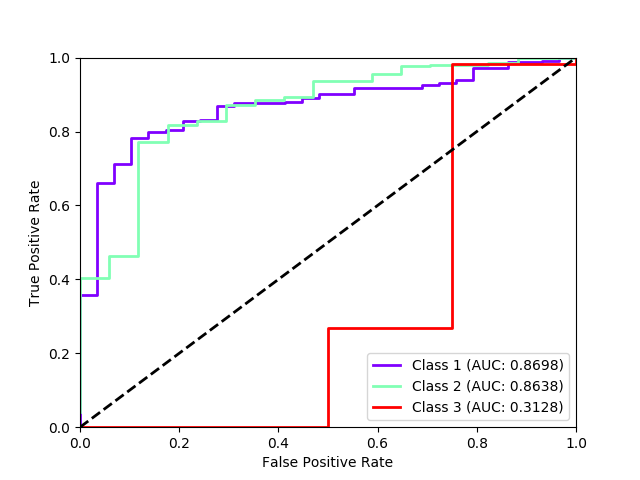 1.0
0.8
0.6
0.4
0.2
0.0
True Positive Rate
Class 1 (AUC: 0.8698)
Class 2 (AUC: 0.8638)
Class 3 (AUC: 0.3128)
0.0 0.2 0.4 0.6 0.8 1.0
False Positive Rate